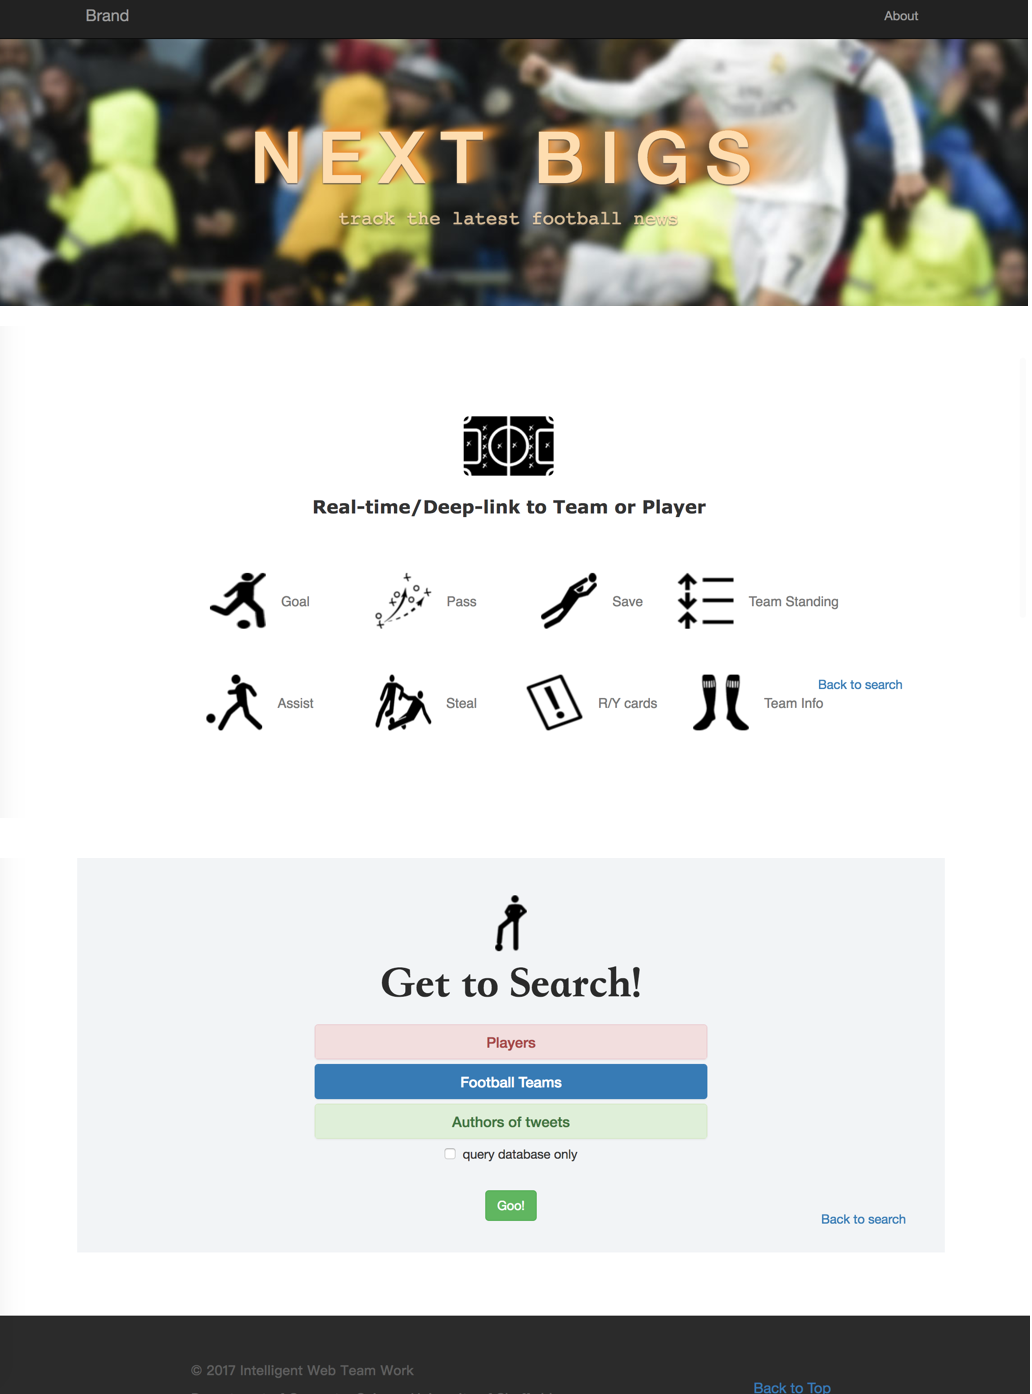 Brand
About
NEXT BIGS
track the latest football news
7
Real-time/Deep-link to Team or Player
Goal
Pass
Save
Team Standing
Back to search
Assist
Steal
R/Y cards
Team Info
Get to Search!
Players
Football Teams
Authors of tweets
query database only
Goo!
Back to search
© 2017 Intelligent Web Team Work
Back to Top